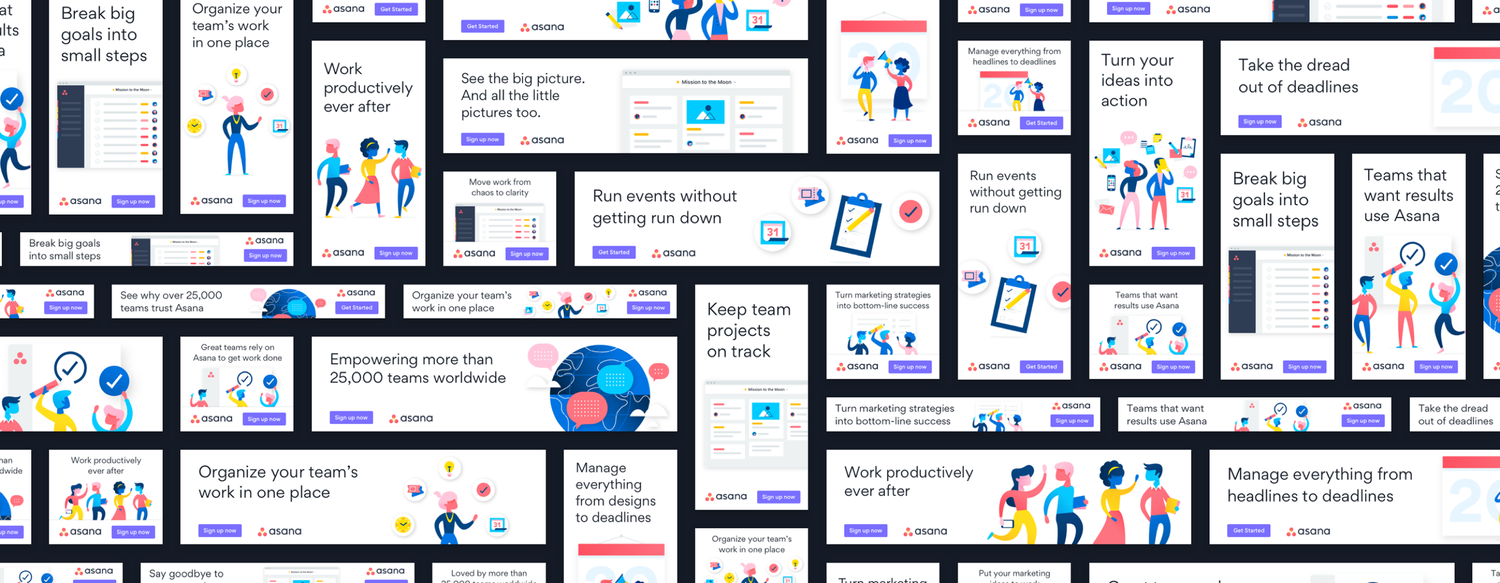 at
ults
a
Sign up now
Break big
goals into
small steps
Mission to the Moon
asana
Sign up now
Organize your
team's work
in one place
31
asana
Sign up now
asana
Get Started
Work
productively
ever after
asana
Sign up now
Get Started
asana
31
See the big picture.
And all the little
pictures too.
Sign up now
asana
Mission to the Moon
Move work from
chaos to clarity
asana
Sign up now
Run events without
getting run down
Get Started
asana
31
20
asana
Sign up now
asana
Sign up now
Manage everything from
headlines to deadlines
20
asana
Get Started
Sign up now
asana
Turn your
ideas into
action
31
asana
Sign up now
Take the dread
out of deadlines
Sign up now
asana
20
Run events
without getting
run down
31
asana
Get Started
Break big
goals into
small steps
Mission to the Moon
asana
Sign up now
Teams that
want results
use Asana
asana
Sign up now
Break big goals
into small steps
asana
Sign up now
asana
Sign up now
See why over 25,000
teams trust Asana
asana
Get Started
Organize your team's
work in one place
asana
Sign up now
Keep team
projects
on track
Mission to the Moon
asana
Sign up now
Turn marketing strategies
into bottom-line success
asana
Sign up now
Teams that want
results use Asana
asana
Sign up now
Great teams rely on
Asana to get work done
asana
Sign up now
Empowering more than
25,000 teams worldwide
Sign up now
asana
Turn marketing strategies
into bottom-line success
asana
Sign up now
Teams that want
results use Asana
asana
Sign up now
Take the dread
out of deadlines
han
dwide
Work productively
ever after
asana
Sign up now
Organize your team's
work in one place
31
Sign up now
asana
Manage
everything
from designs
to deadlines
Organize your team's
work in one place
Work productively
ever after
Sign up now
asana
Manage everything from
headlines to deadlines
Get Started
asana
20
asana
Say goodbye to
asana
Loved by more than
Turn marketing
Put your marketing